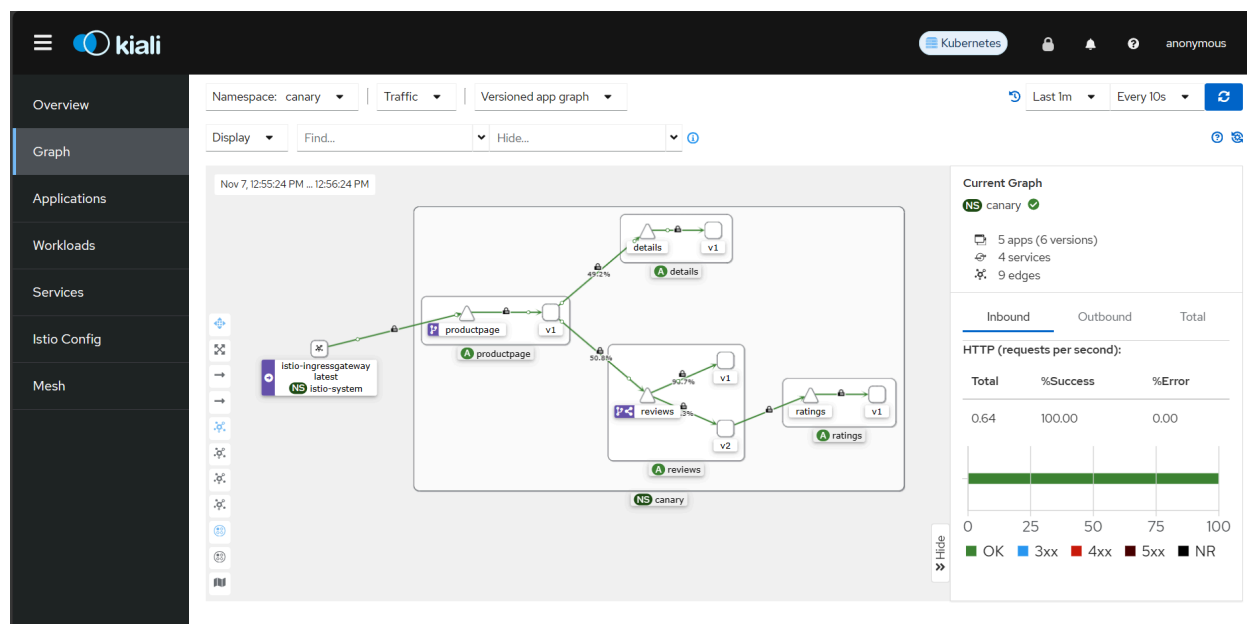 kiali
Kubernetes
anonymous
Overview
Graph
Applications
Workloads
Services
Istio Config
Mesh
Namespace: canary
Traffic
Versioned app graph
Last 1m
Every 10s
Display
Find...
Hide...
Nov 7, 12:55:24 PM ... 12:56:24 PM
details
v1
A details
49.2%
productpage
v1
A productpage
istio-ingressgateway
latest
NS istio-system
50.8%
v1
reviews
v2
A reviews
ratings
v1
A ratings
NS canary
Hide
Current Graph
NS canary
5 apps (6 versions)
4 services
9 edges
Inbound Outbound Total
HTTP (requests per second):
Total %Success %Error
0.64 100.00 0.00
0 25 50 75 100
OK 3xx 4xx 5xx NR